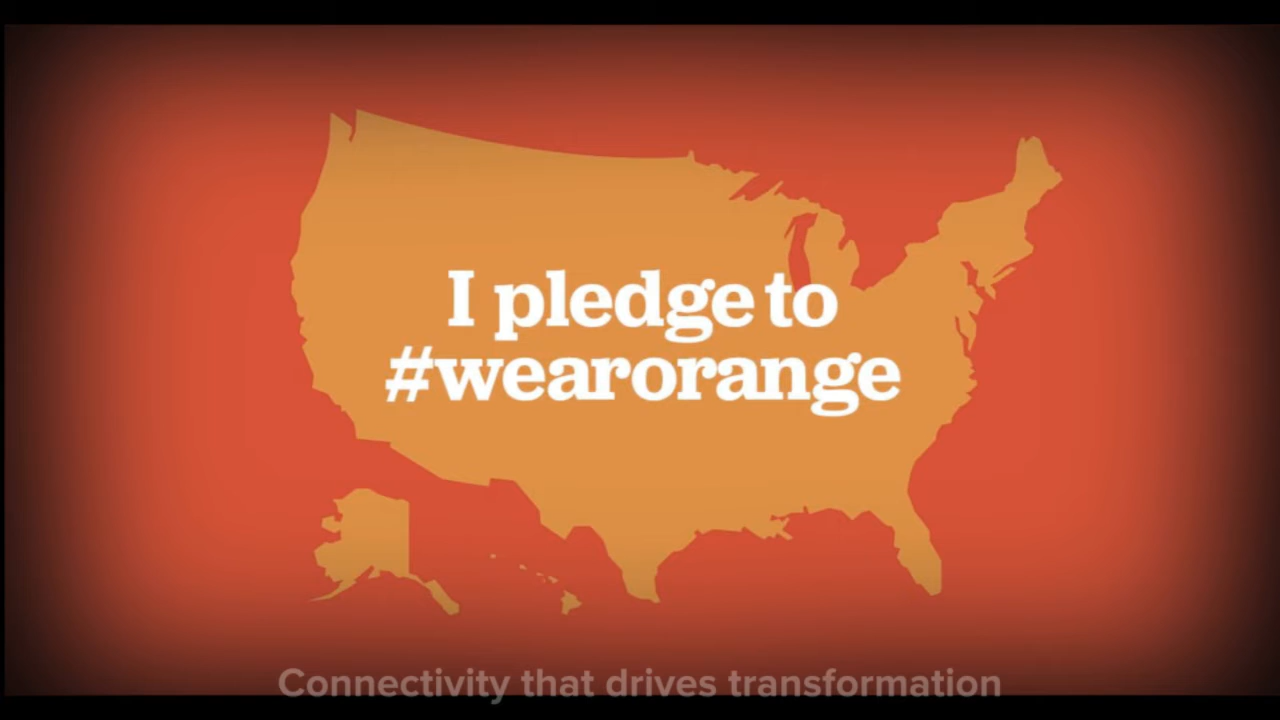 I pledge to
#wearorange
Connectivity that drives transformation